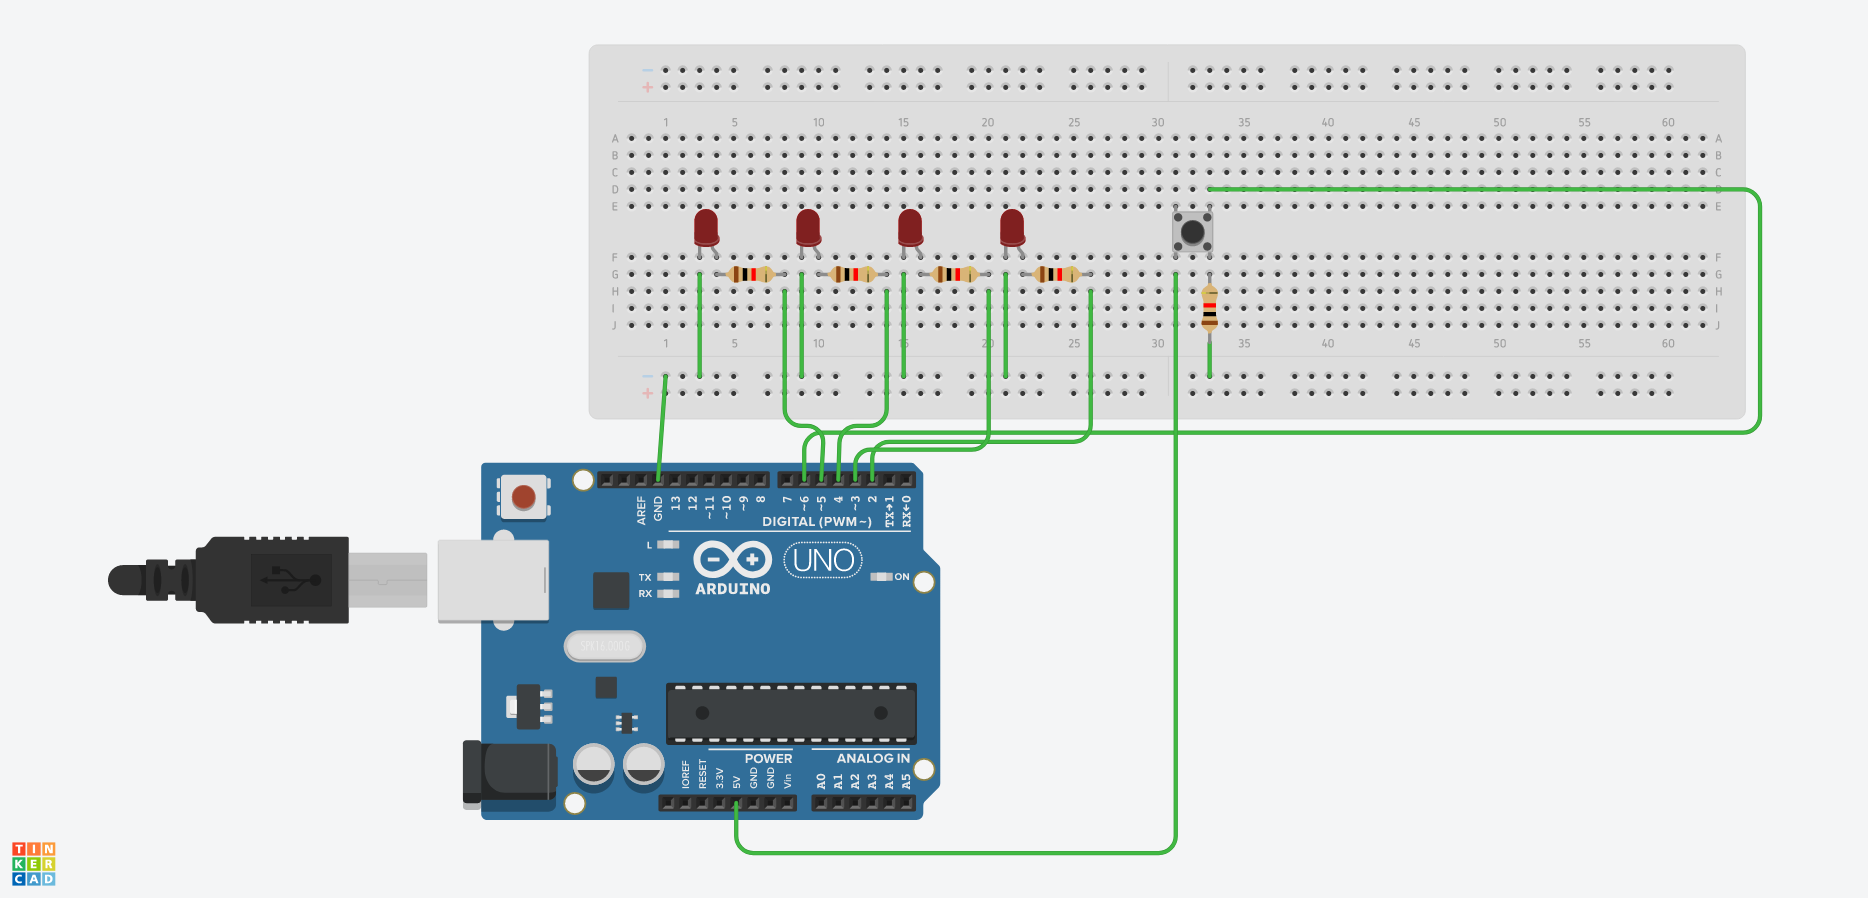 − −
+ +
1 5 10 15 20 25 30 35 40 45 50 55 60
A A
B B
C C
D D
E E
F F
G G
H H
I I
J J
1 5 10 15 20 25 30 35 40 45 50 55 60
−
+
AREF GND 13 12 ~11 ~10 ~9 8 7 ~6 ~5 4 ~3 2 TX→1 RX←0
DIGITAL (PWM~)
L
UNO
TX
RX
ON
ARDUINO
SPK16.000G
POWER
ANALOG IN
IOREF RESET 3.3V 5V GND GND Vin A0 A1 A2 A3 A4 A5
TIN
KER
CAD